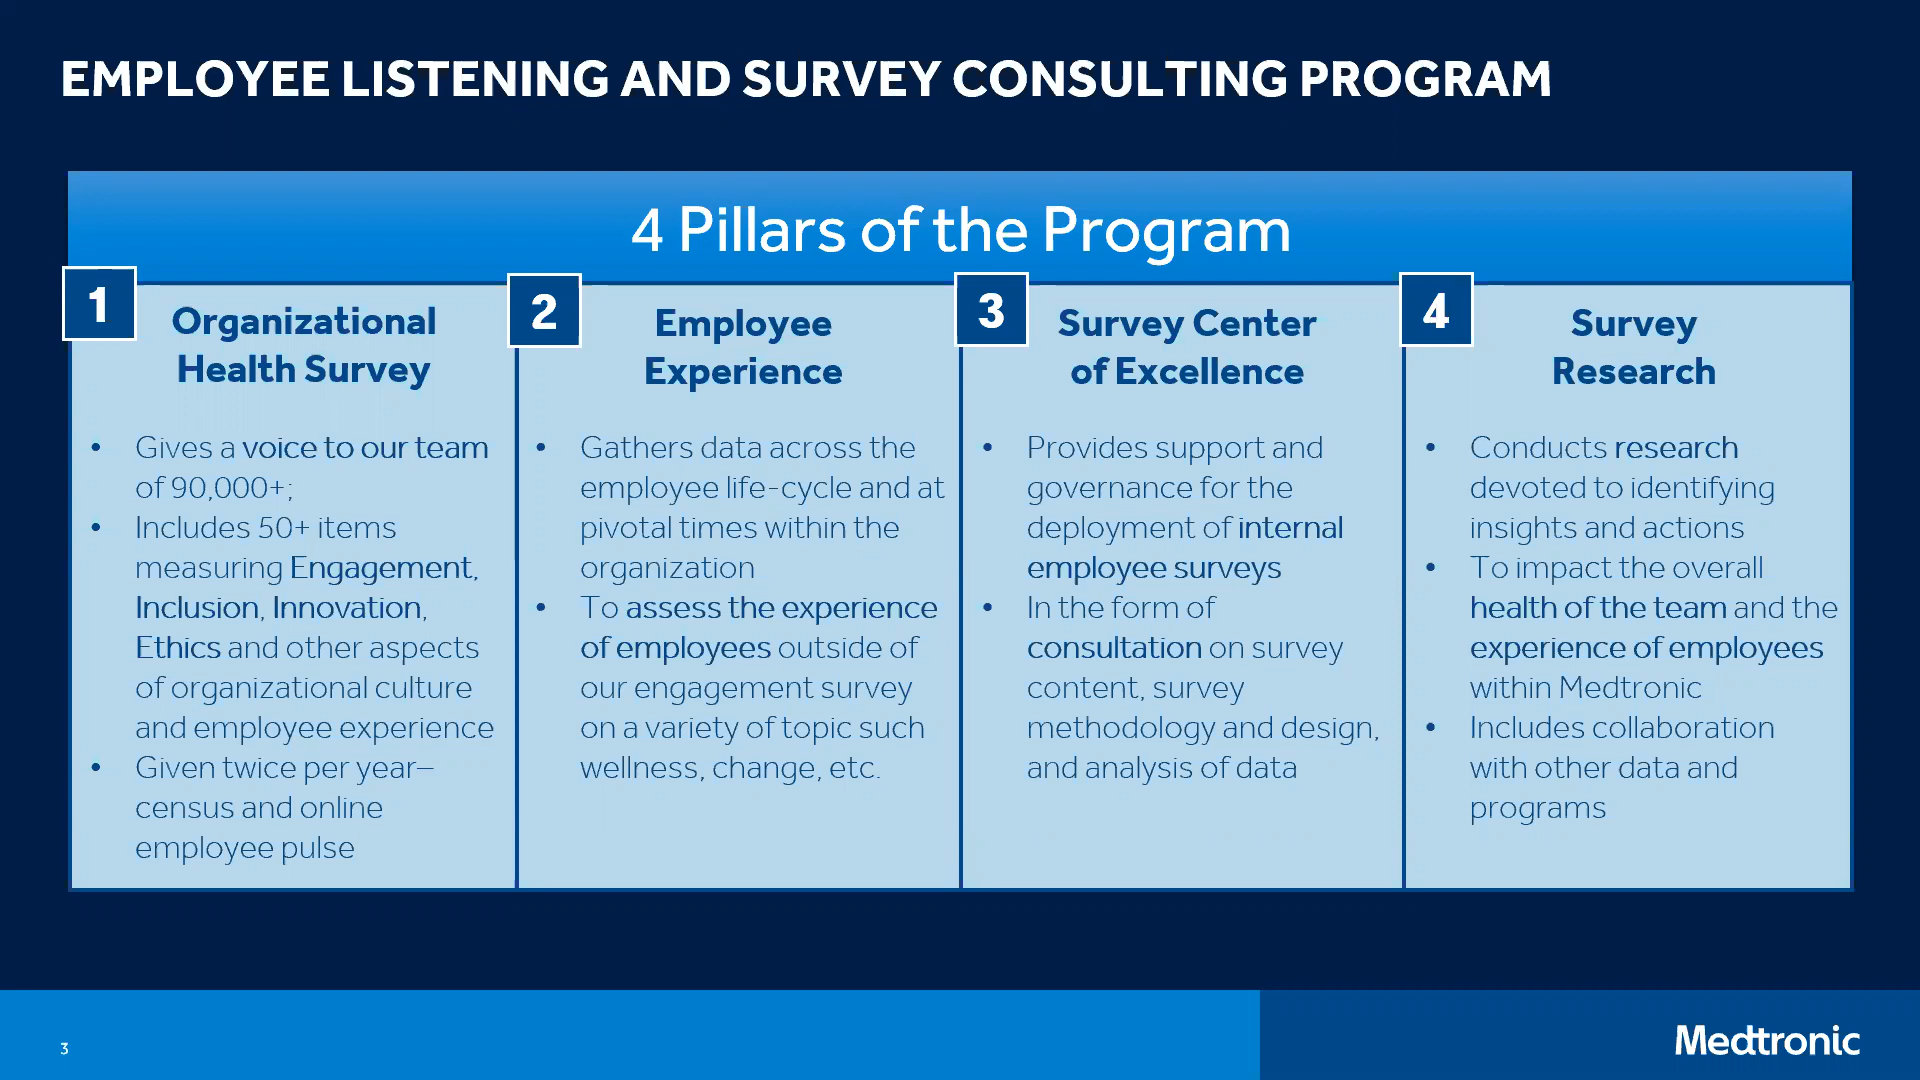 EMPLOYEE LISTENING AND SURVEY CONSULTING PROGRAM
4 Pillars of the Program
1
Organizational
Health Survey
• Gives a voice to our team
of 90,000+;
• Includes 50+ items
measuring Engagement,
Inclusion, Innovation,
Ethics and other aspects
of organizational culture
and employee experience
• Given twice per year–
census and online
employee pulse
2
Employee
Experience
• Gathers data across the
employee life-cycle and at
pivotal times within the
organization
• To assess the experience
of employees outside of
our engagement survey
on a variety of topic such
wellness, change, etc.
3
Survey Center
of Excellence
• Provides support and
governance for the
deployment of internal
employee surveys
• In the form of
consultation on survey
content, survey
methodology and design,
and analysis of data
4
Survey
Research
• Conducts research
devoted to identifying
insights and actions
• To impact the overall
health of the team and the
experience of employees
within Medtronic
• Includes collaboration
with other data and
programs
3
Medtronic